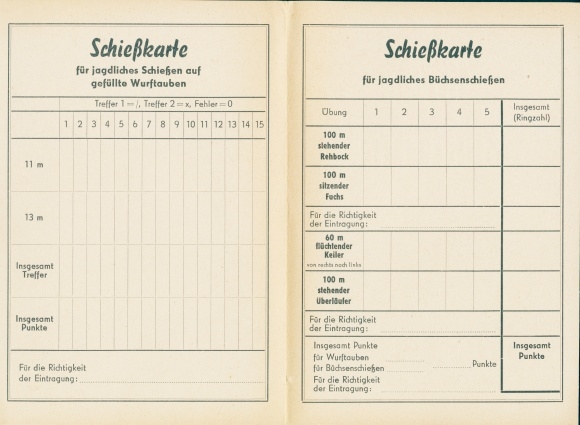 Schießkarte
für jagdliches Schießen auf
gefüllte Wurftauben
Treffer 1 = /, Treffer 2 = x, Fehler = 0
1 2 3 4 5 6 7 8 9 10 11 12 13 14 15
11 m
13 m
Insgesamt
Treffer
Insgesamt
Punkte
Für die Richtigkeit
der Eintragung:
Schießkarte
für jagdliches Büchsenschießen
Übung 1 2 3 4 5 Insgesamt
(Ringzahl)
100 m
stehender
Rehbock
100 m
sitzender
Fuchs
Für die Richtigkeit
der Eintragung:
60 m
flüchtender
Keiler
von rechts nach links
100 m
stehender
Überläufer
Für die Richtigkeit
der Eintragung:
Insgesamt Punkte
für Wurftauben
für Büchsenschießen Punkte
Für die Richtigkeit
der Eintragung:
Insgesamt
Punkte